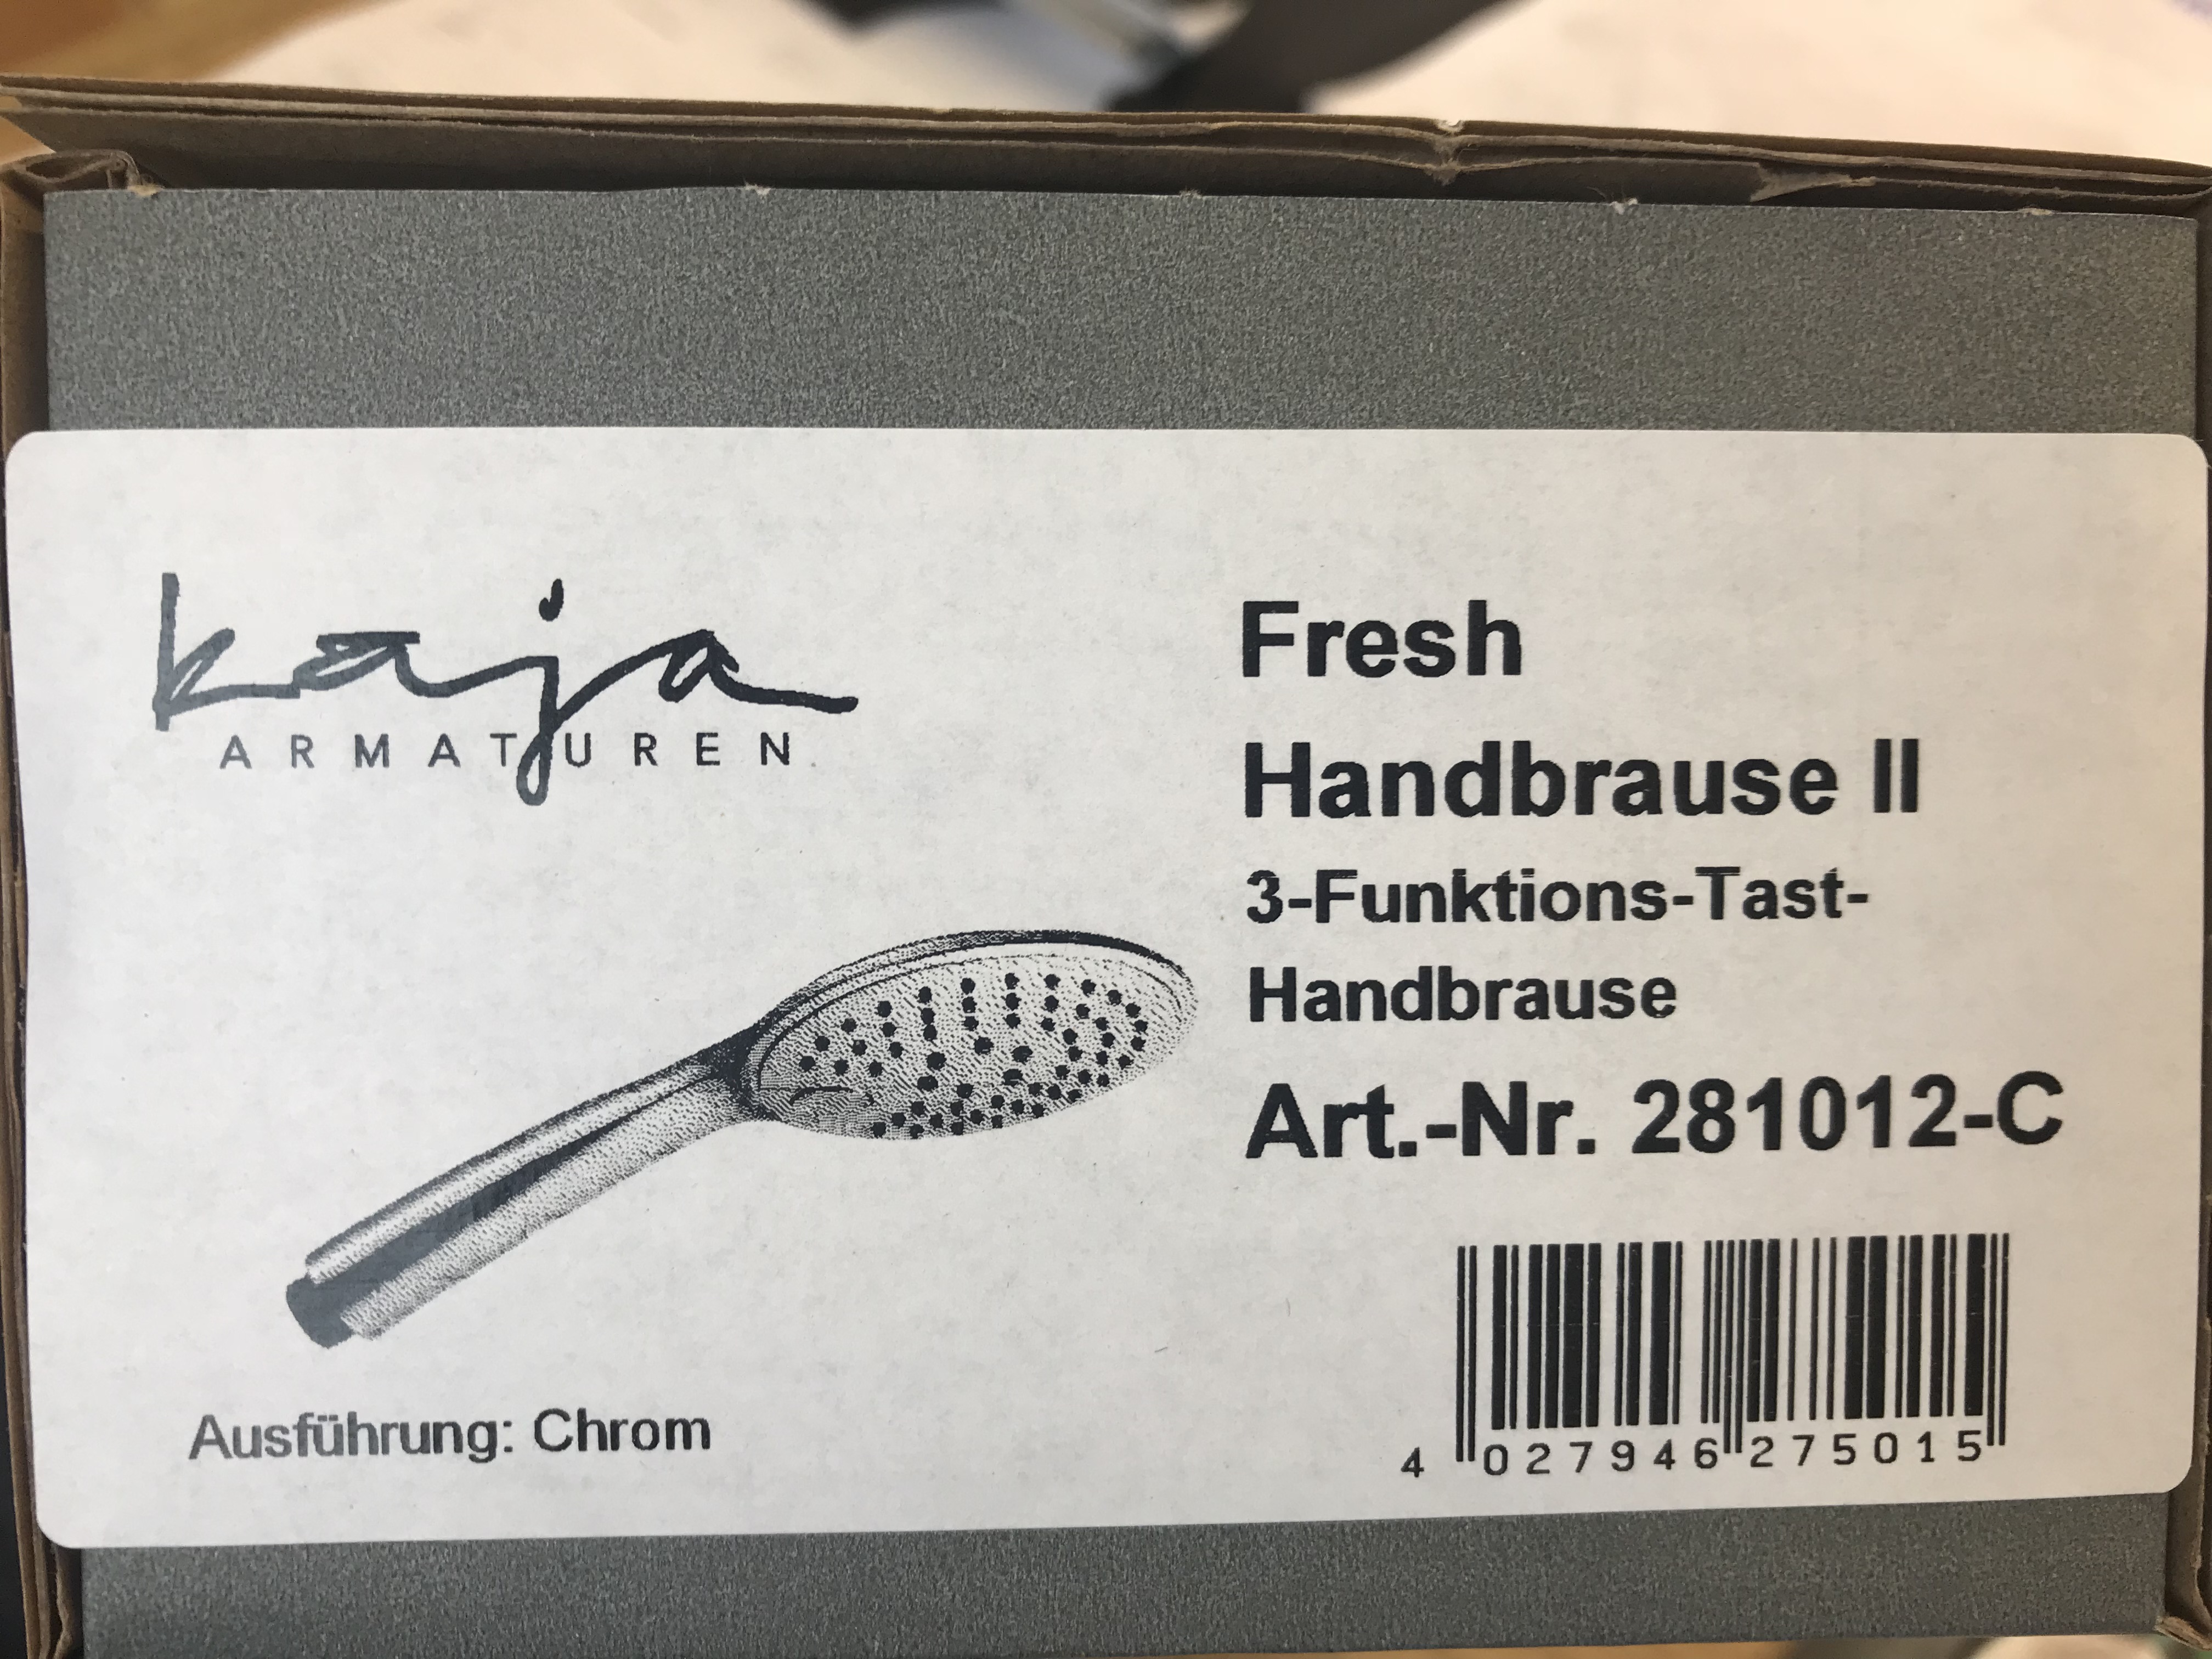 kaja
ARMATUREN
Fresh
Handbrause II
3-Funktions-Tast-
Handbrause
Art.-Nr. 281012-C
Ausführung: Chrom
4 027946 275015